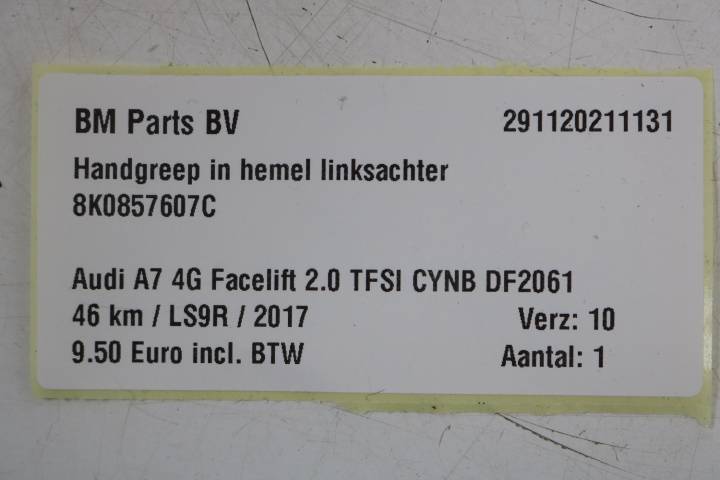 BM Parts BV 291120211131
Handgreep in hemel linksachter
8K0857607C
Audi A7 4G Facelift 2.0 TFSI CYNB DF2061
46 km / LS9R / 2017 Verz: 10
9.50 Euro incl. BTW Aantal: 1